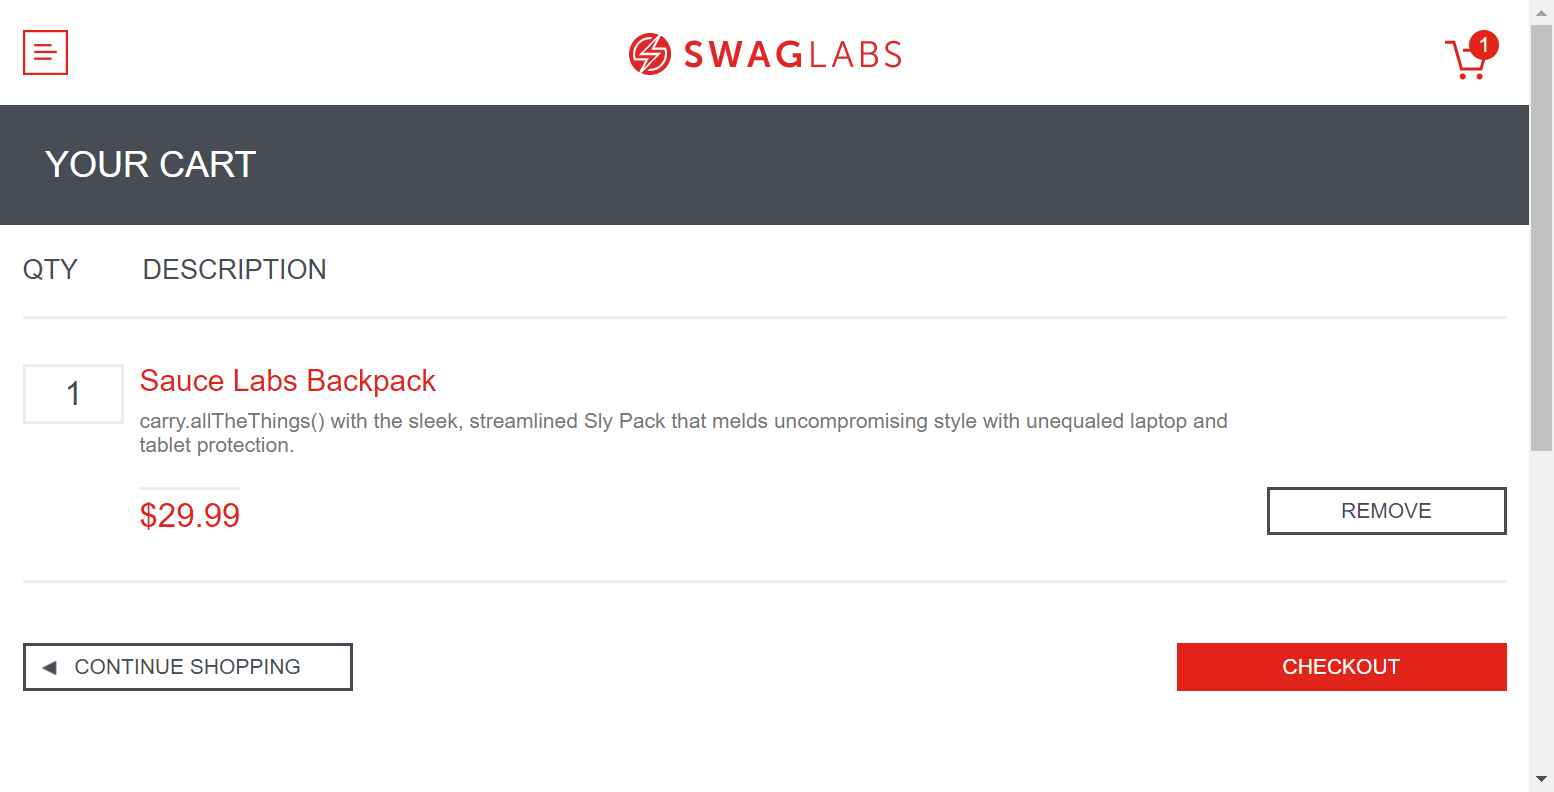 SWAGLABS
1
YOUR CART
QTY DESCRIPTION
1
Sauce Labs Backpack
carry.allTheThings() with the sleek, streamlined Sly Pack that melds uncompromising style with unequaled laptop and
tablet protection.
$29.99
REMOVE
CONTINUE SHOPPING
CHECKOUT